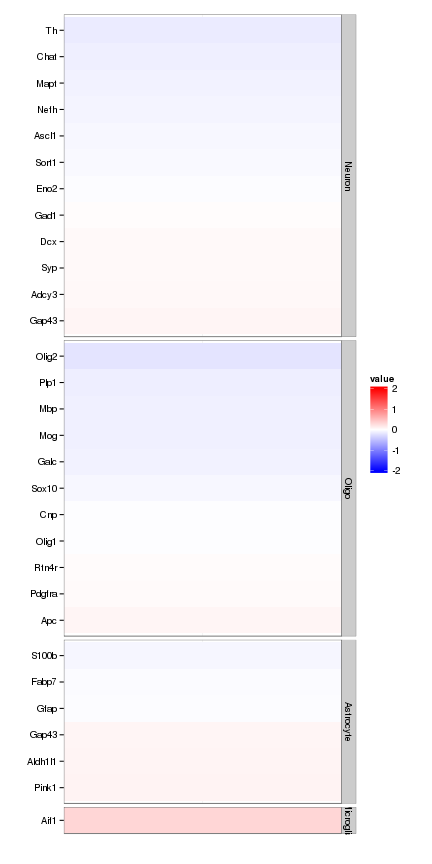 Th
Chat
Mapt
Nefh
Ascl1
Sort1
Eno2
Gad1
Dcx
Syp
Adcy3
Gap43
Neuron
Olig2
Plp1
Mbp
Mog
Galc
Sox10
Cnp
Olig1
Rtn4r
Pdgfra
Apc
Oligo
S100b
Fabp7
Gfap
Gap43
Aldh1l1
Pink1
Astrocyte
Aif1
value
2
1
0
-1
-2